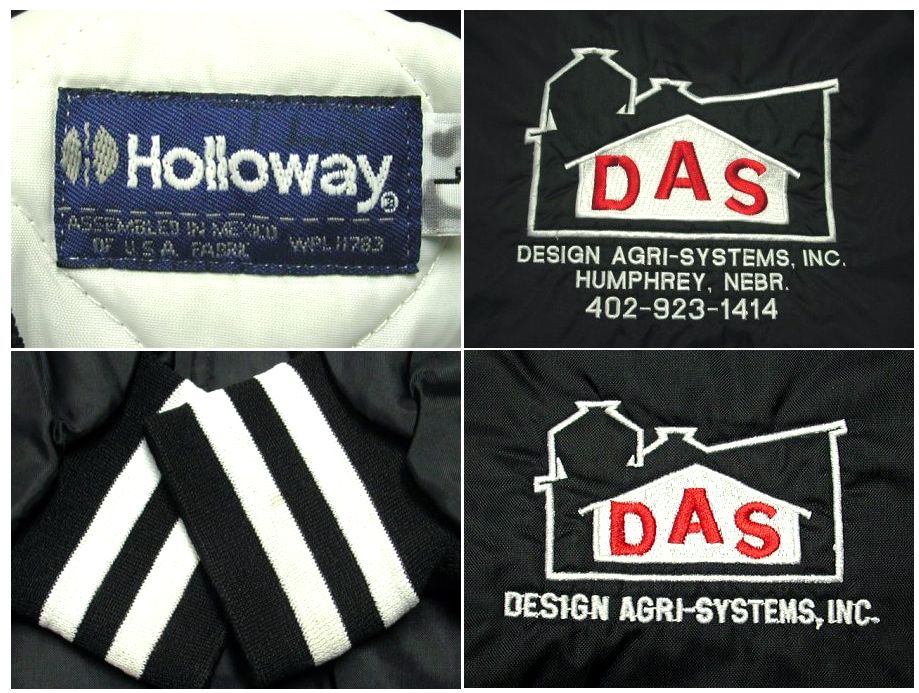 Holloway®
ASSEMBLED IN MEXICO
OF U.S.A. FABRIC WPL 11783
L
DAS
DESIGN AGRI-SYSTEMS, INC.
HUMPHREY, NEBR.
402-923-1414
DAS
DESIGN AGRI-SYSTEMS, INC.